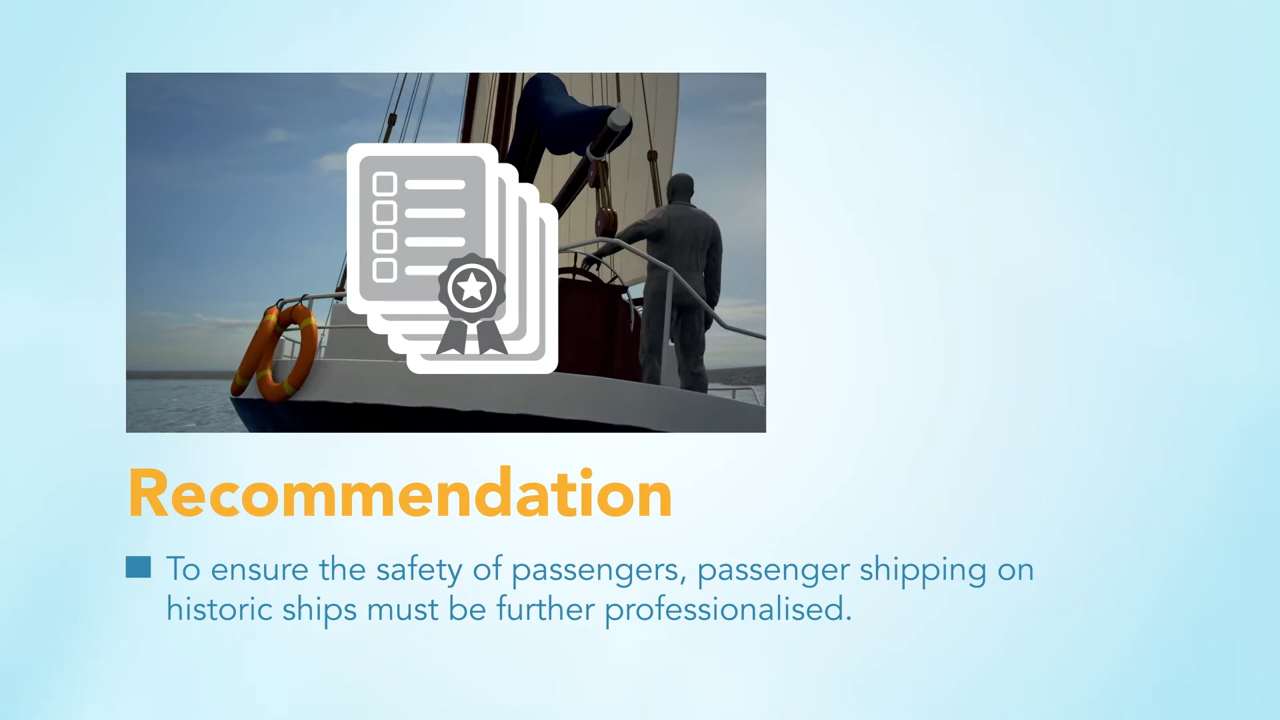 Recommendation
To ensure the safety of passengers, passenger shipping on
historic ships must be further professionalised.